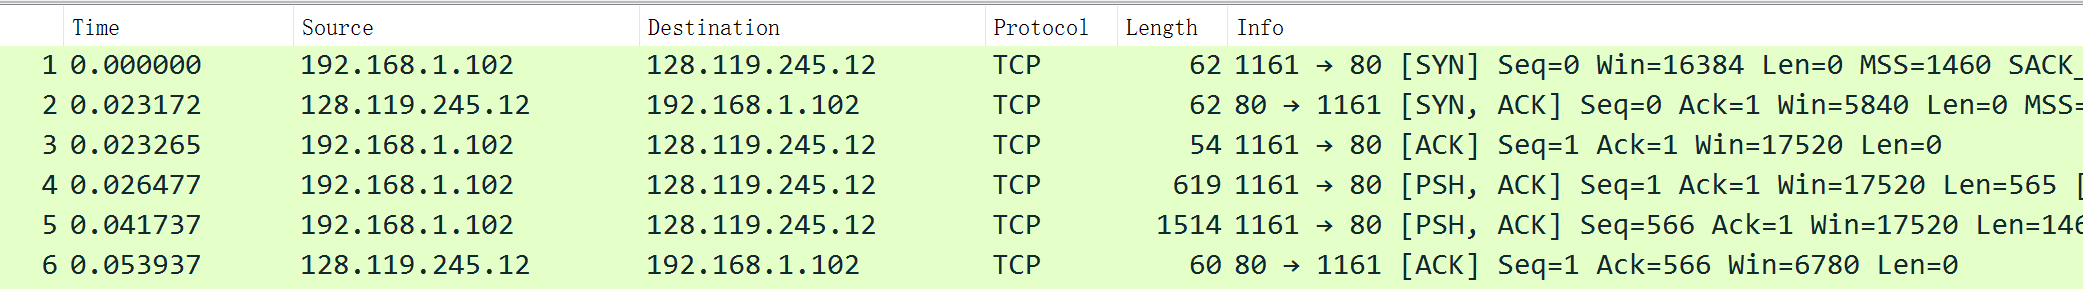 Time Source Destination Protocol Length Info
1 0.000000 192.168.1.102 128.119.245.12 TCP 62 1161 → 80 [SYN] Seq=0 Win=16384 Len=0 MSS=1460 SACK_
2 0.023172 128.119.245.12 192.168.1.102 TCP 62 80 → 1161 [SYN, ACK] Seq=0 Ack=1 Win=5840 Len=0 MSS=
3 0.023265 192.168.1.102 128.119.245.12 TCP 54 1161 → 80 [ACK] Seq=1 Ack=1 Win=17520 Len=0
4 0.026477 192.168.1.102 128.119.245.12 TCP 619 1161 → 80 [PSH, ACK] Seq=1 Ack=1 Win=17520 Len=565 [
5 0.041737 192.168.1.102 128.119.245.12 TCP 1514 1161 → 80 [PSH, ACK] Seq=566 Ack=1 Win=17520 Len=146
6 0.053937 128.119.245.12 192.168.1.102 TCP 60 80 → 1161 [ACK] Seq=1 Ack=566 Win=6780 Len=0